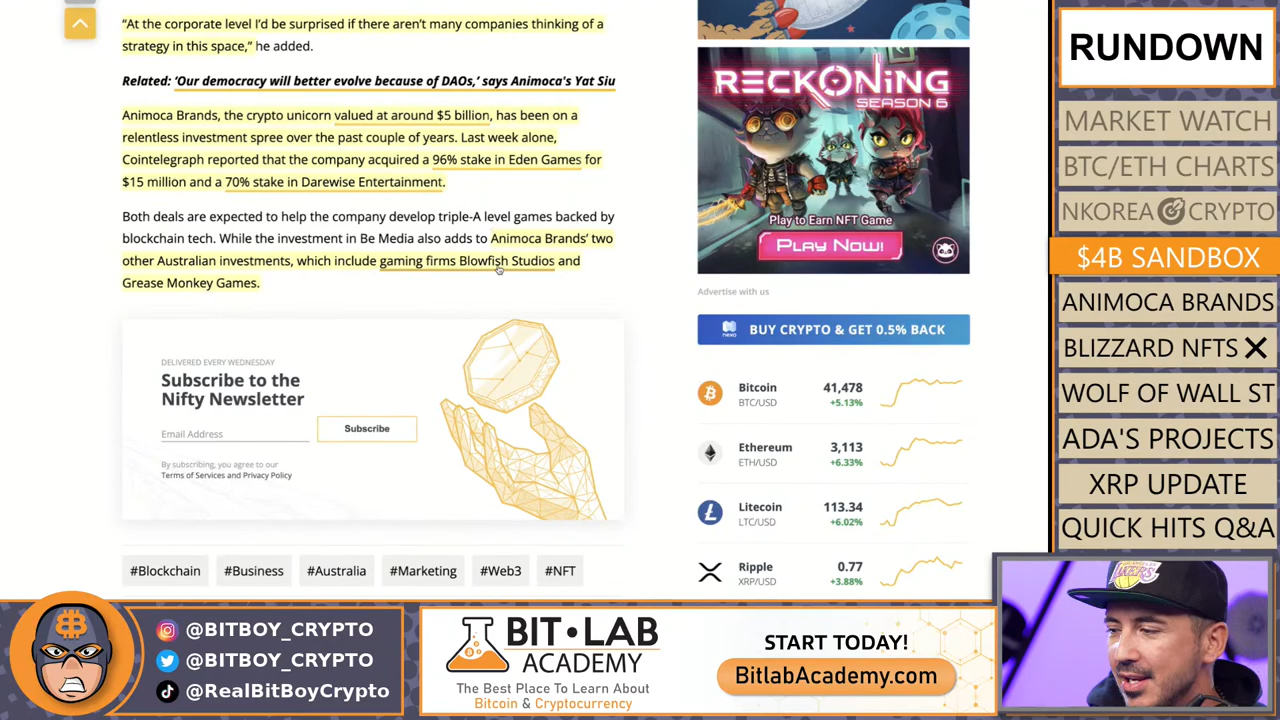 “At the corporate level I’d be surprised if there aren’t many companies thinking of a
strategy in this space,” he added.
Related: ‘Our democracy will better evolve because of DAOs,’ says Animoca's Yat Siu
Animoca Brands, the crypto unicorn valued at around $5 billion, has been on a
relentless investment spree over the past couple of years. Last week alone,
Cointelegraph reported that the company acquired a 96% stake in Eden Games for
$15 million and a 70% stake in Darewise Entertainment.
Both deals are expected to help the company develop triple-A level games backed by
blockchain tech. While the investment in Be Media also adds to Animoca Brands’ two
other Australian investments, which include gaming firms Blowfish Studios and
Grease Monkey Games.
DELIVERED EVERY WEDNESDAY
Subscribe to the
Nifty Newsletter
Email Address
Subscribe
By subscribing, you agree to our
Terms of Services and Privacy Policy
#Blockchain
#Business
#Australia
#Marketing
#Web3
#NFT
RECKONING
SEASON 6
Play to Earn NFT Game
PLAY NOW!
Advertise with us
nexo
BUY CRYPTO & GET 0.5% BACK
Bitcoin 41,478
BTC/USD +5.13%
Ethereum 3,113
ETH/USD +6.33%
Litecoin 113.34
LTC/USD +6.02%
Ripple 0.77
XRP/USD +3.88%
RUNDOWN
MARKET WATCH
BTC/ETH CHARTS
NKOREA CRYPTO
$4B SANDBOX
ANIMOCA BRANDS
BLIZZARD NFTS
WOLF OF WALL ST
ADA'S PROJECTS
XRP UPDATE
QUICK HITS Q&A
LAKERS
@BITBOY_CRYPTO
@BITBOY_CRYPTO
@RealBitBoyCrypto
BIT•LAB
ACADEMY
The Best Place To Learn About
Bitcoin & Cryptocurrency
START TODAY!
BitlabAcademy.com